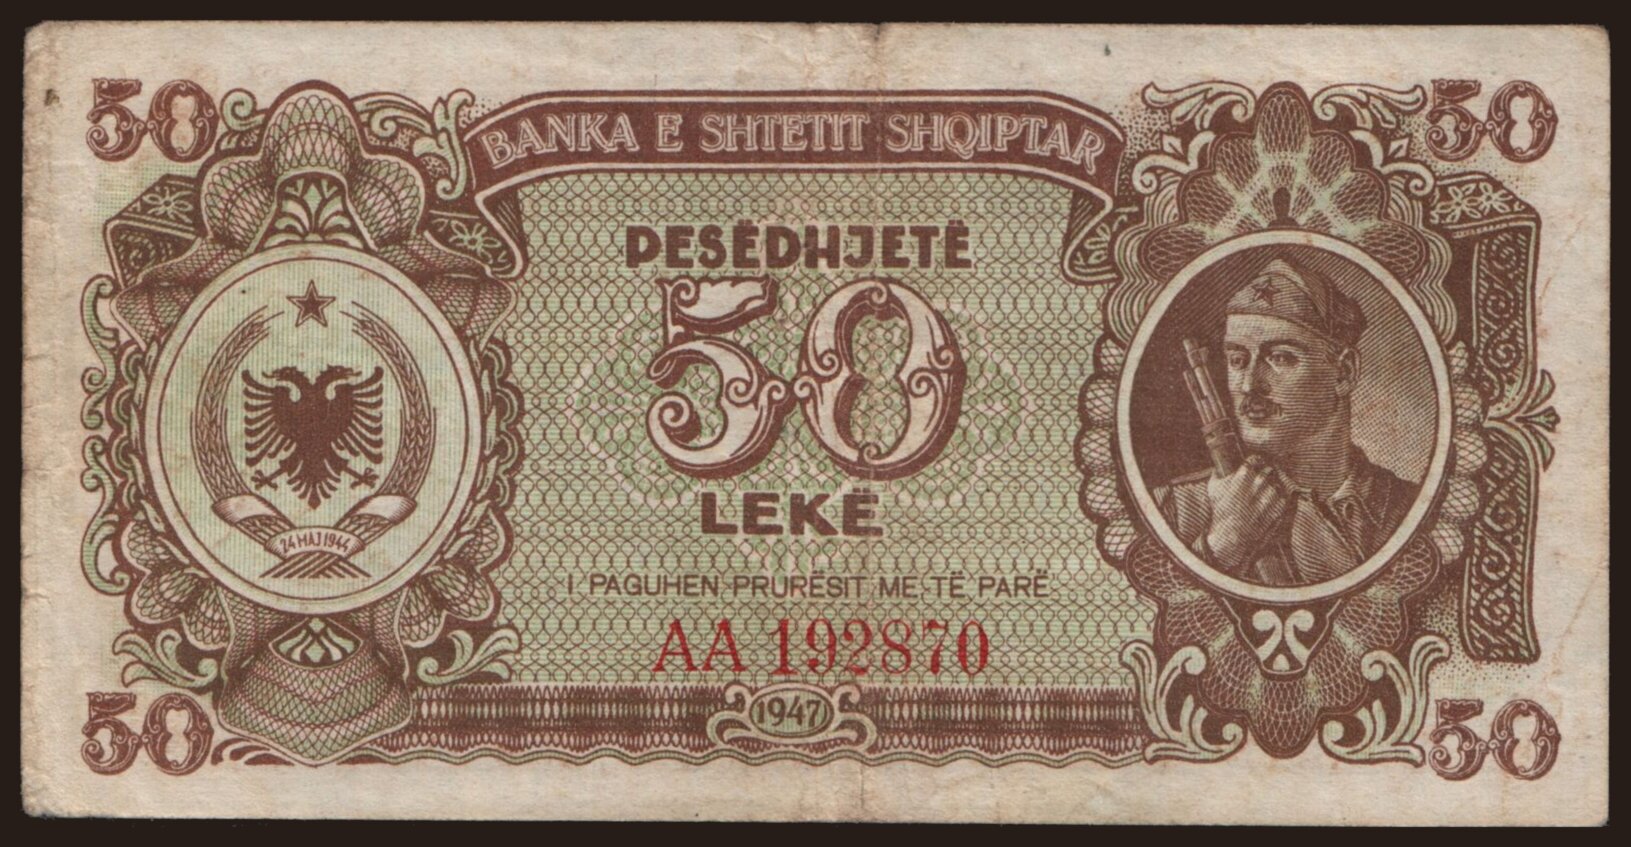 50
50
BANKA E SHTETIT SHQIPTAR
PESËDHJETË
50
LEKË
24 MAJ 1944
I PAGUHEN PRURËSIT ME TË PARË
AA 192870
1947
50
50